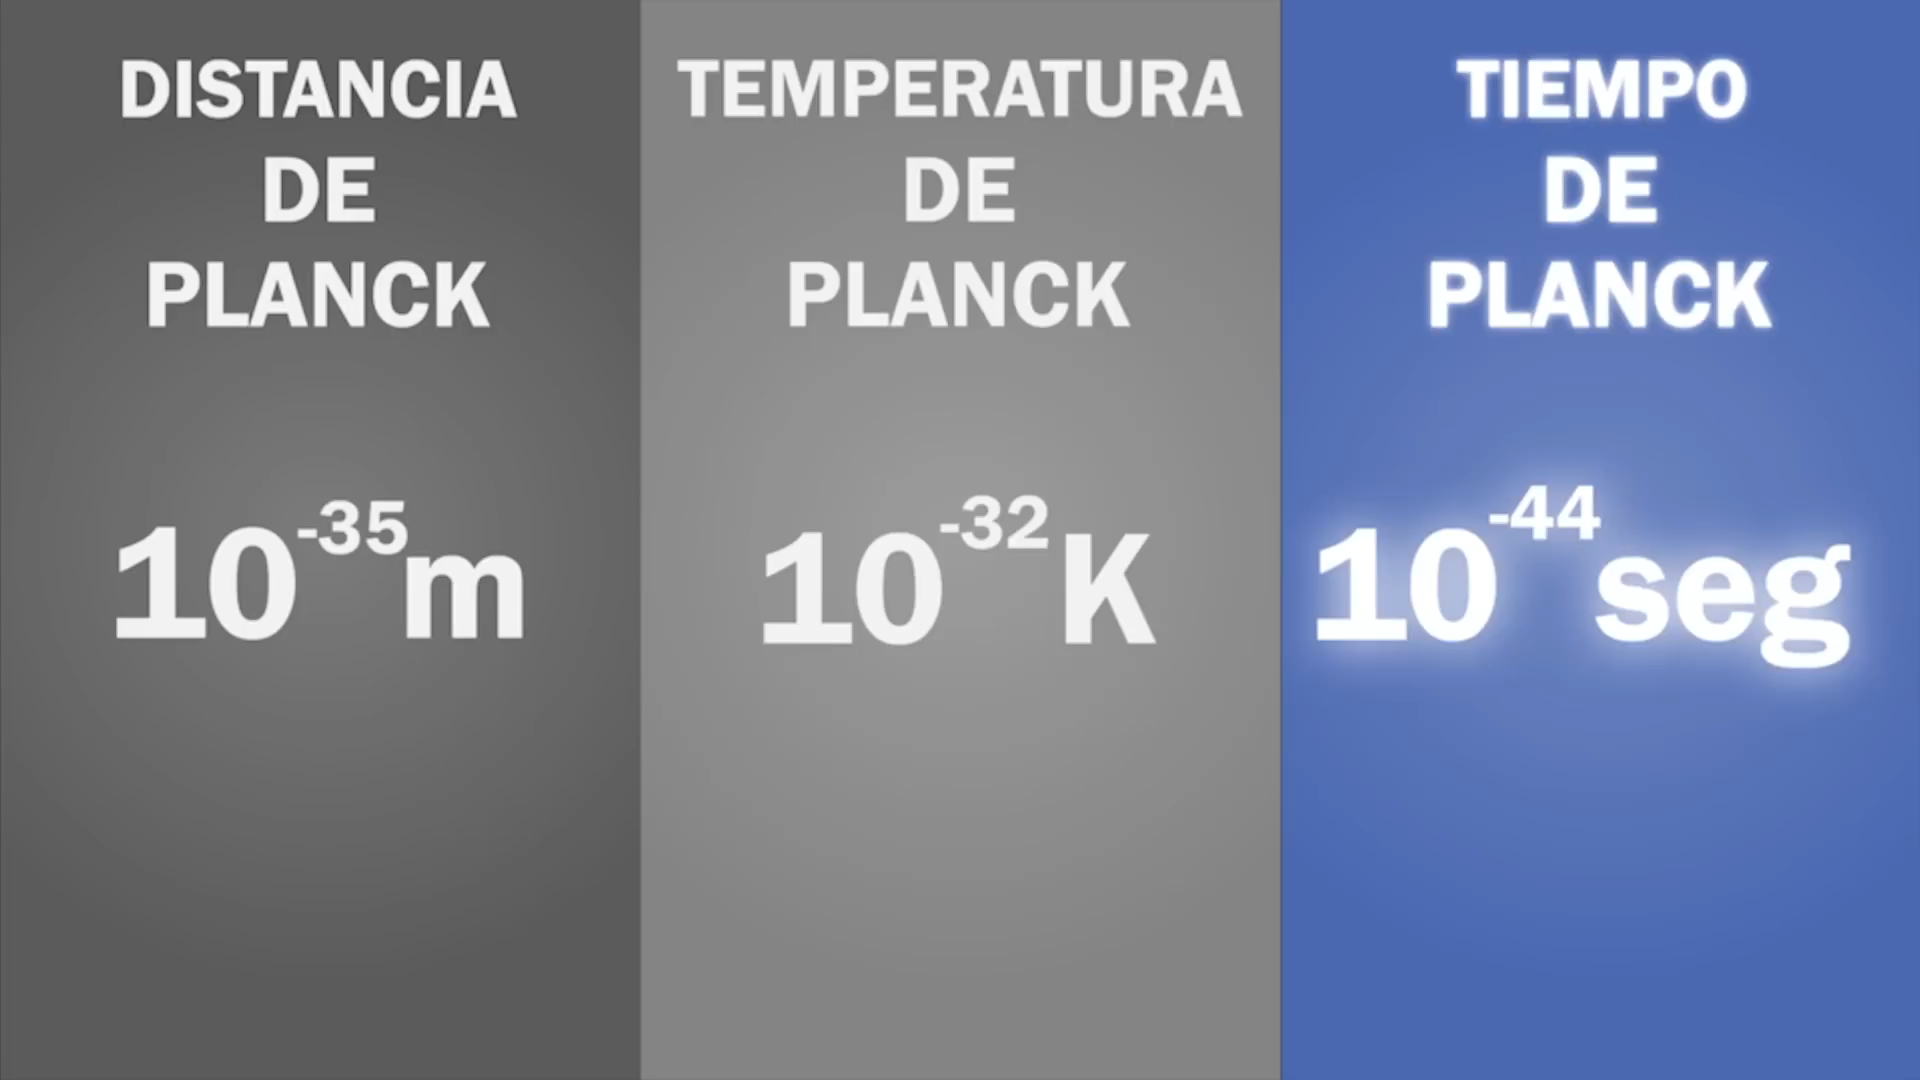 DISTANCIA
DE
PLANCK
10⁻³⁵m
TEMPERATURA
DE
PLANCK
10⁻³²K
TIEMPO
DE
PLANCK
10⁻⁴⁴seg